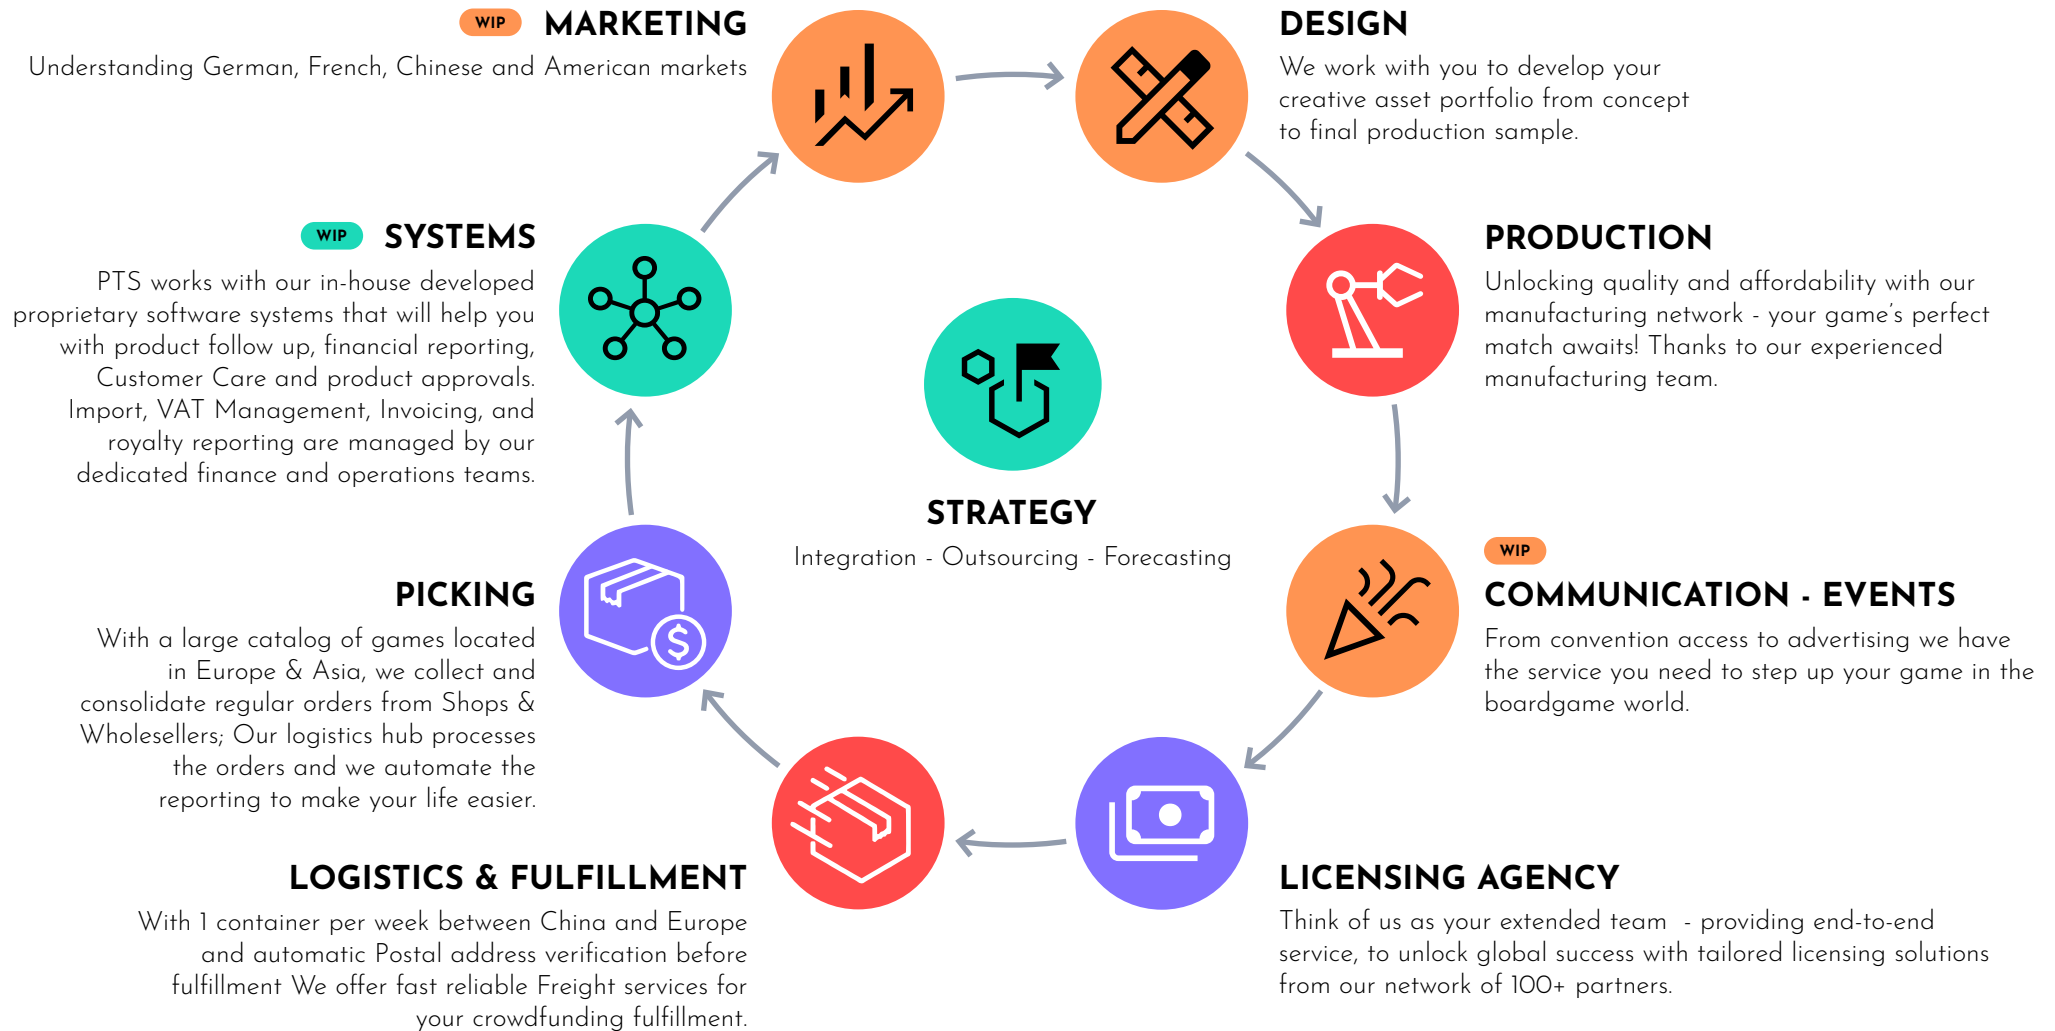 WIP MARKETING
Understanding German, French, Chinese and American markets
DESIGN
We work with you to develop your
creative asset portfolio from concept
to final production sample.
WIP SYSTEMS
PTS works with our in-house developed
proprietary software systems that will help you
with product follow up, financial reporting,
Customer Care and product approvals.
Import, VAT Management, Invoicing, and
royalty reporting are managed by our
dedicated finance and operations teams.
PRODUCTION
Unlocking quality and affordability with our
manufacturing network - your game's perfect
match awaits! Thanks to our experienced
manufacturing team.
STRATEGY
Integration - Outsourcing - Forecasting
PICKING
With a large catalog of games located
in Europe & Asia, we collect and
consolidate regular orders from Shops &
Wholesellers; Our logistics hub processes
the orders and we automate the
reporting to make your life easier.
$
WIP
COMMUNICATION - EVENTS
From convention access to advertising we have
the service you need to step up your game in the
boardgame world.
LOGISTICS & FULFILLMENT
With 1 container per week between China and Europe
and automatic Postal address verification before
fulfillment We offer fast reliable Freight services for
your crowdfunding fulfillment.
LICENSING AGENCY
Think of us as your extended team  - providing end-to-end
service, to unlock global success with tailored licensing solutions
from our network of 100+ partners.